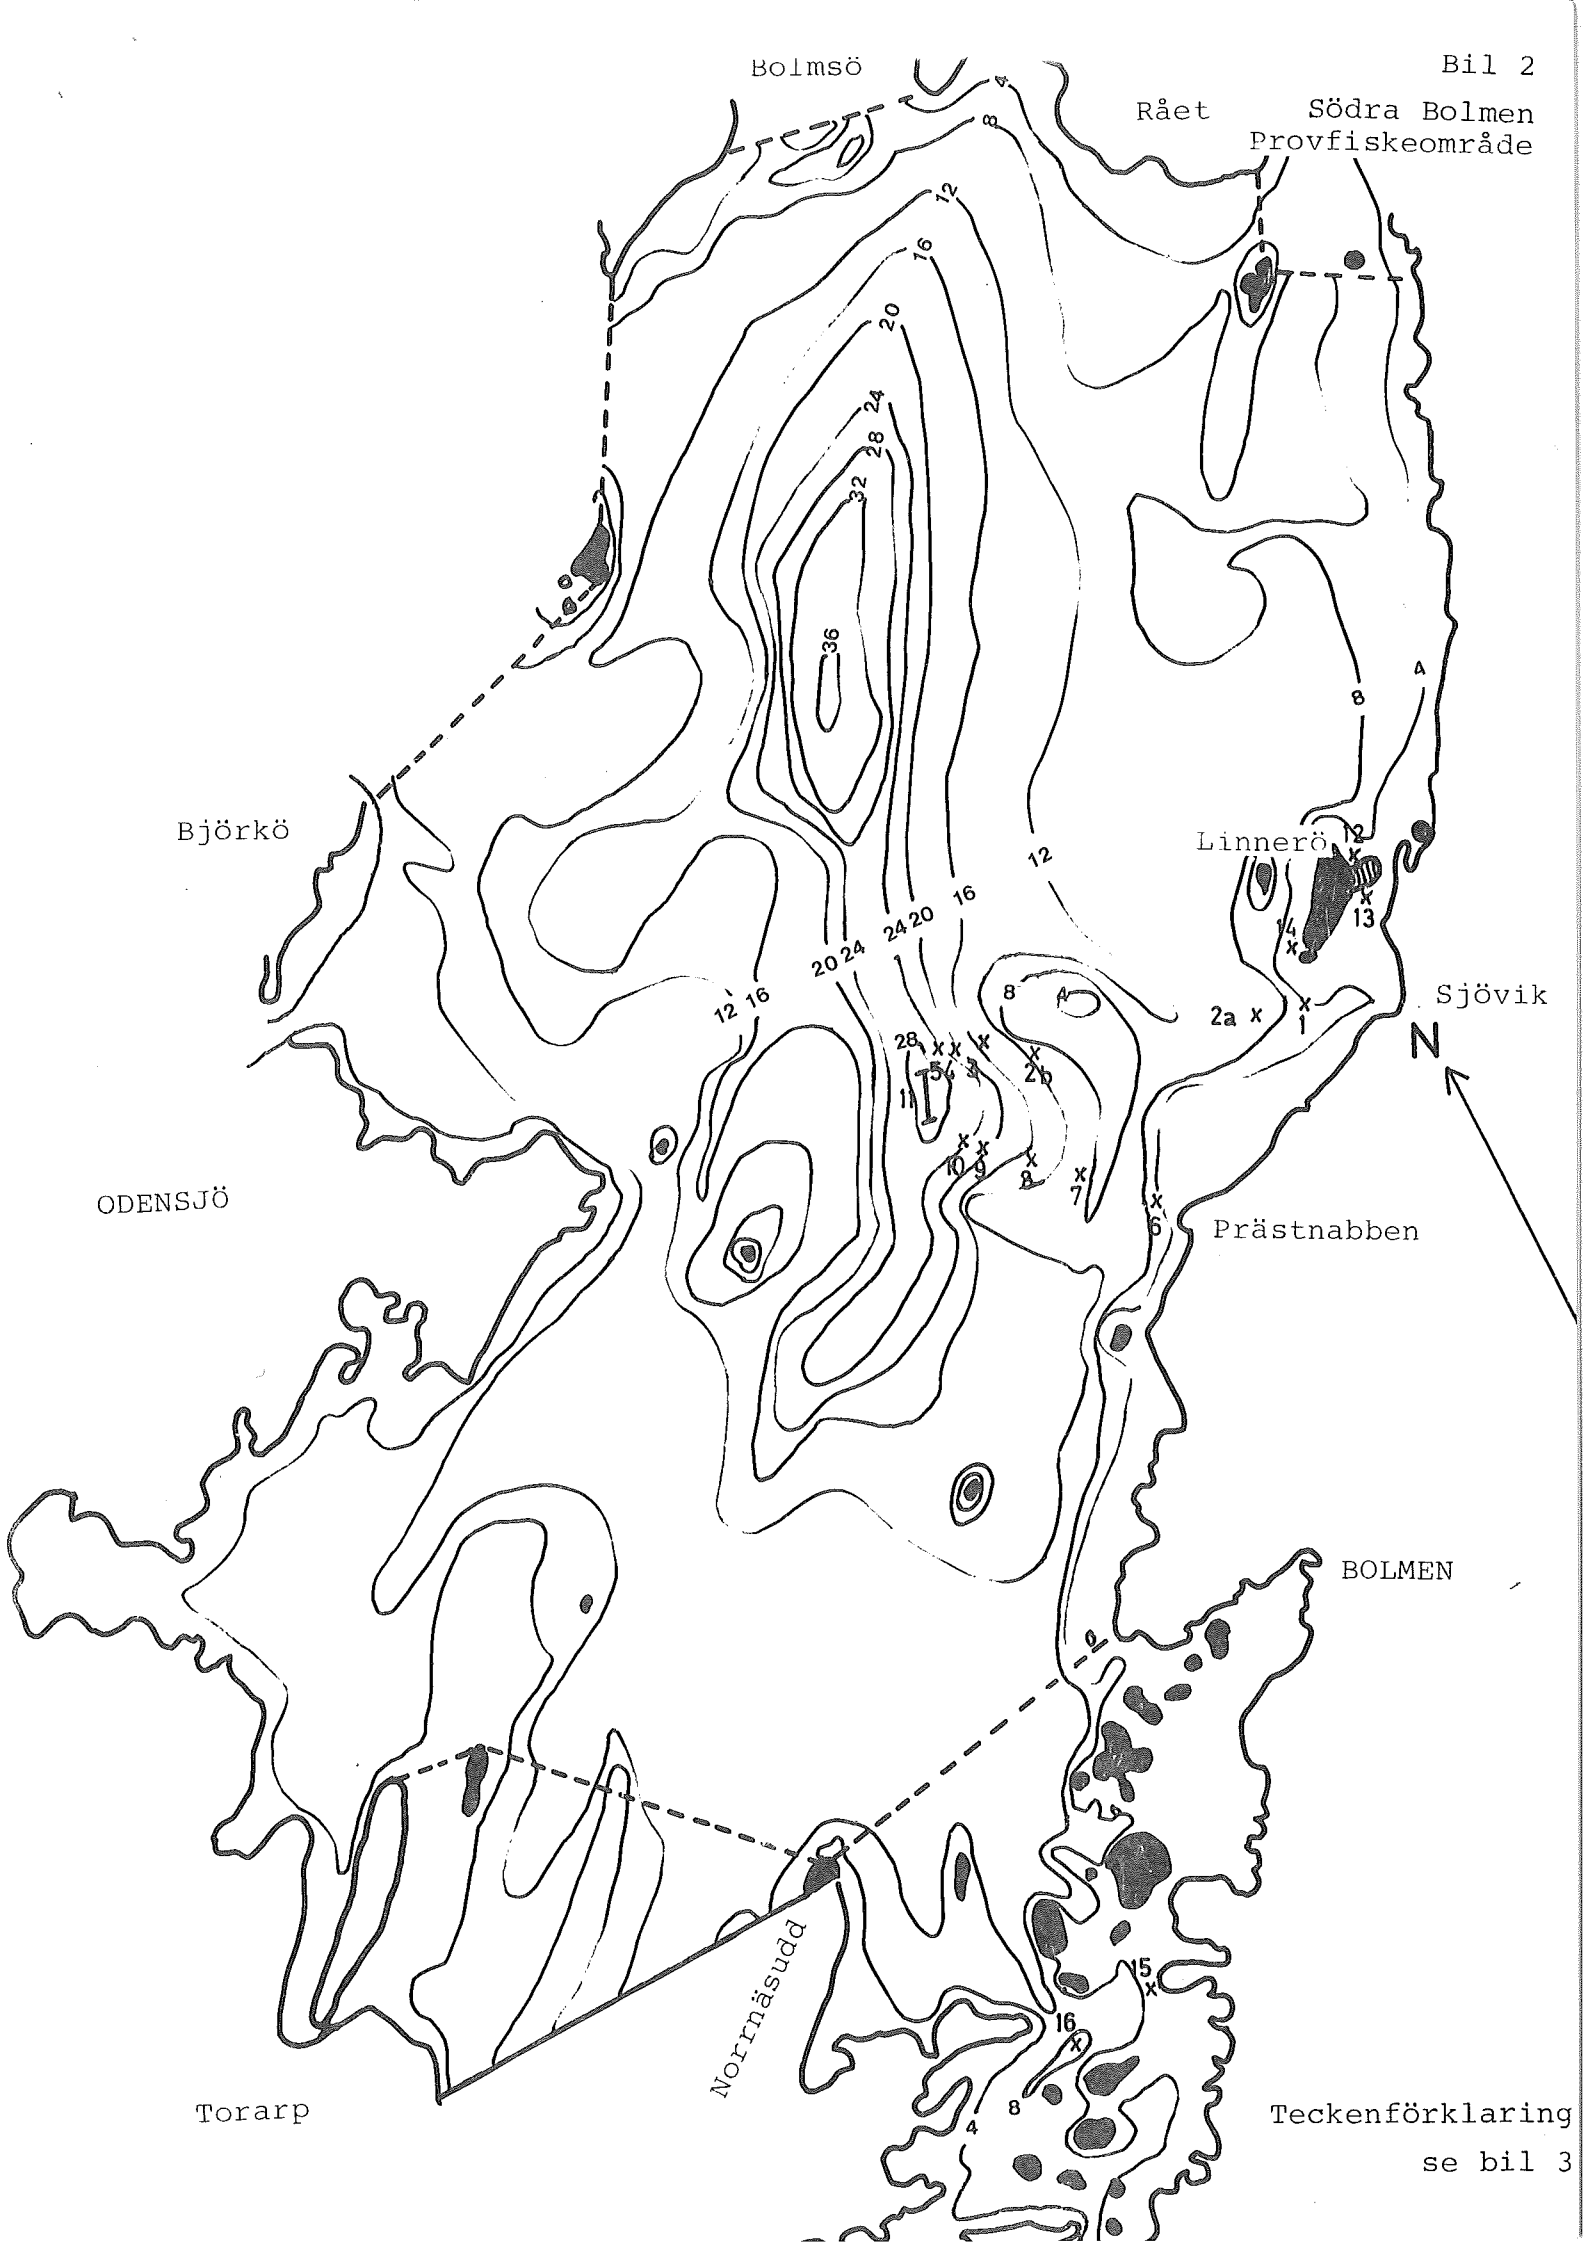 Bolmsö
Bil 2
Rået
Södra Bolmen
Provfiskeområde
4
8
12
16
20
24
28
32
36
4
8
Björkö
Linnerö
12
12
13
14
16
24 20
20 24
12 16
8
4
Sjövik
2a
1
N
28
5
4
3
2b
11
10
9
8
7
6
ODENSJÖ
Prästnabben
BOLMEN
0
Norrnäsudd
15
16
8
4
Torarp
Teckenförklaring
se bil 3